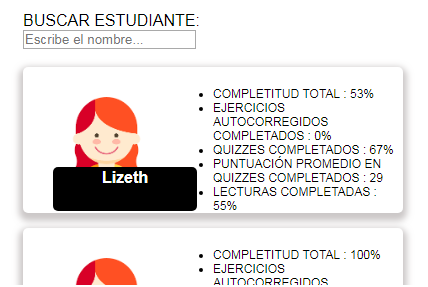 BUSCAR ESTUDIANTE:
Escribe el nombre...
COMPLETITUD TOTAL : 53%
EJERCICIOS
AUTOCORREGIDOS
COMPLETADOS : 0%
QUIZZES COMPLETADOS : 67%
PUNTUACIÓN PROMEDIO EN
QUIZZES COMPLETADOS : 29
LECTURAS COMPLETADAS :
55%
Lizeth
COMPLETITUD TOTAL : 100%
EJERCICIOS
AUTOCORREGIDOS